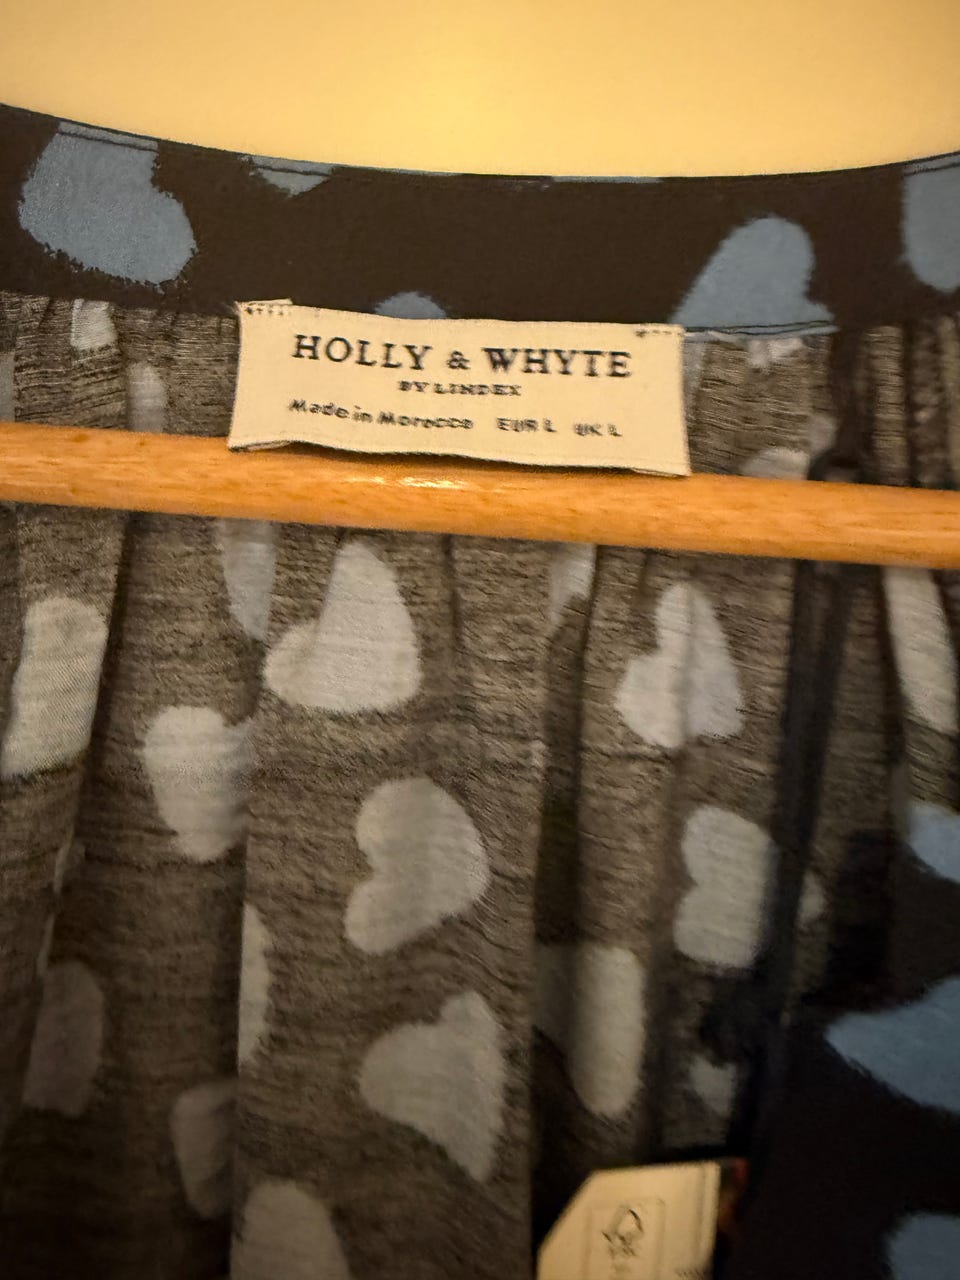 HOLLY & WHYTE
BY LINDEX
Made in Morocco EUR L UK L